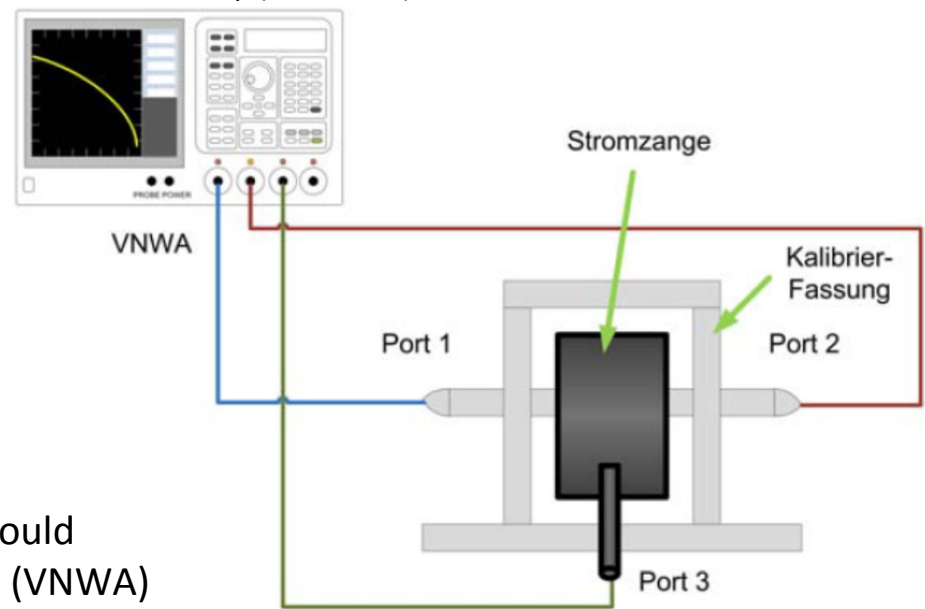 PROBE POWER
VNWA
Stromzange
Kalibrier-
Fassung
Port 1
Port 2
Port 3
ould
(VNWA)